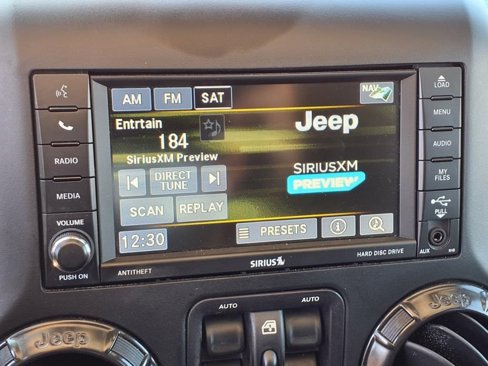 LOAD
AM FM SAT
NAV
MENU
Entrtain
184
Jeep
RADIO
SiriusXM Preview
AUDIO
SIRIUSXM
PREVIEW
DIRECT
TUNE
MY
FILES
MEDIA
SCAN REPLAY
VOLUME
PULL
12:30
PRESETS
PUSH ON
ANTITHEFT
SIRIUS
HARD DISC DRIVE
AUX
AUTO AUTO
Jeep
Jeep